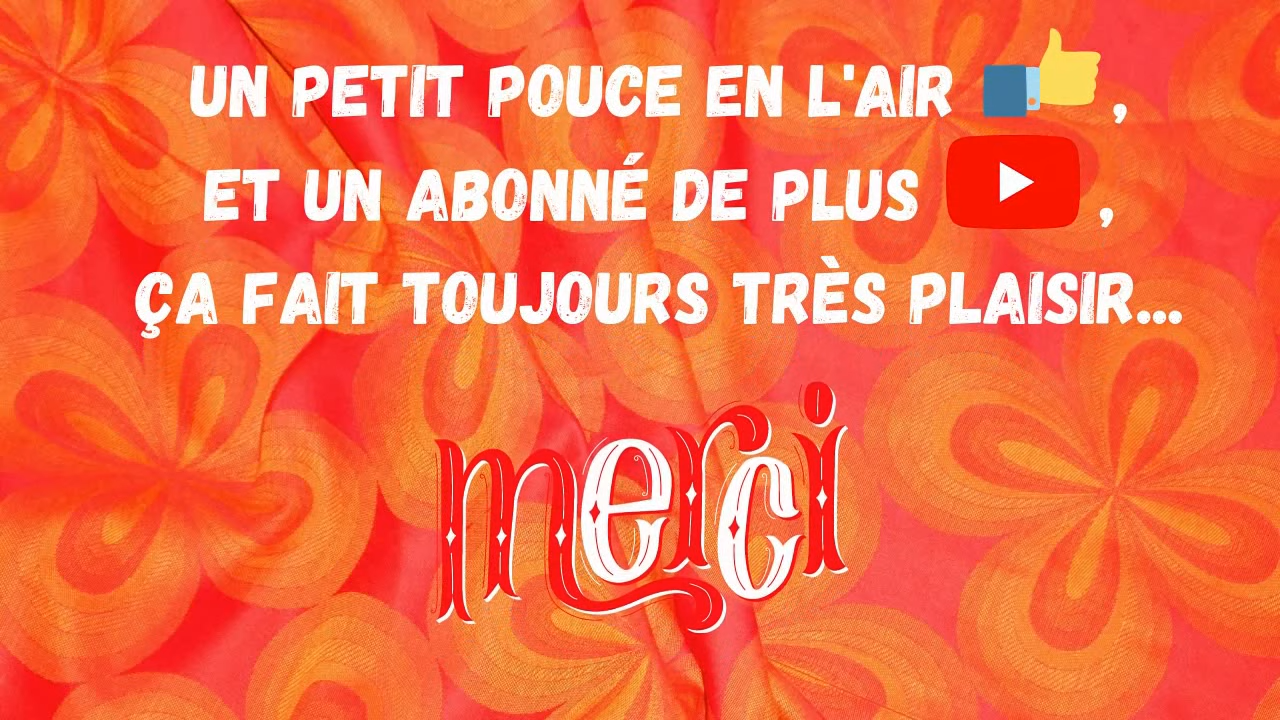 UN PETIT POUCE EN L'AIR 👍,
ET UN ABONNÉ DE PLUS ,
ÇA FAIT TOUJOURS TRÈS PLAISIR...
merci